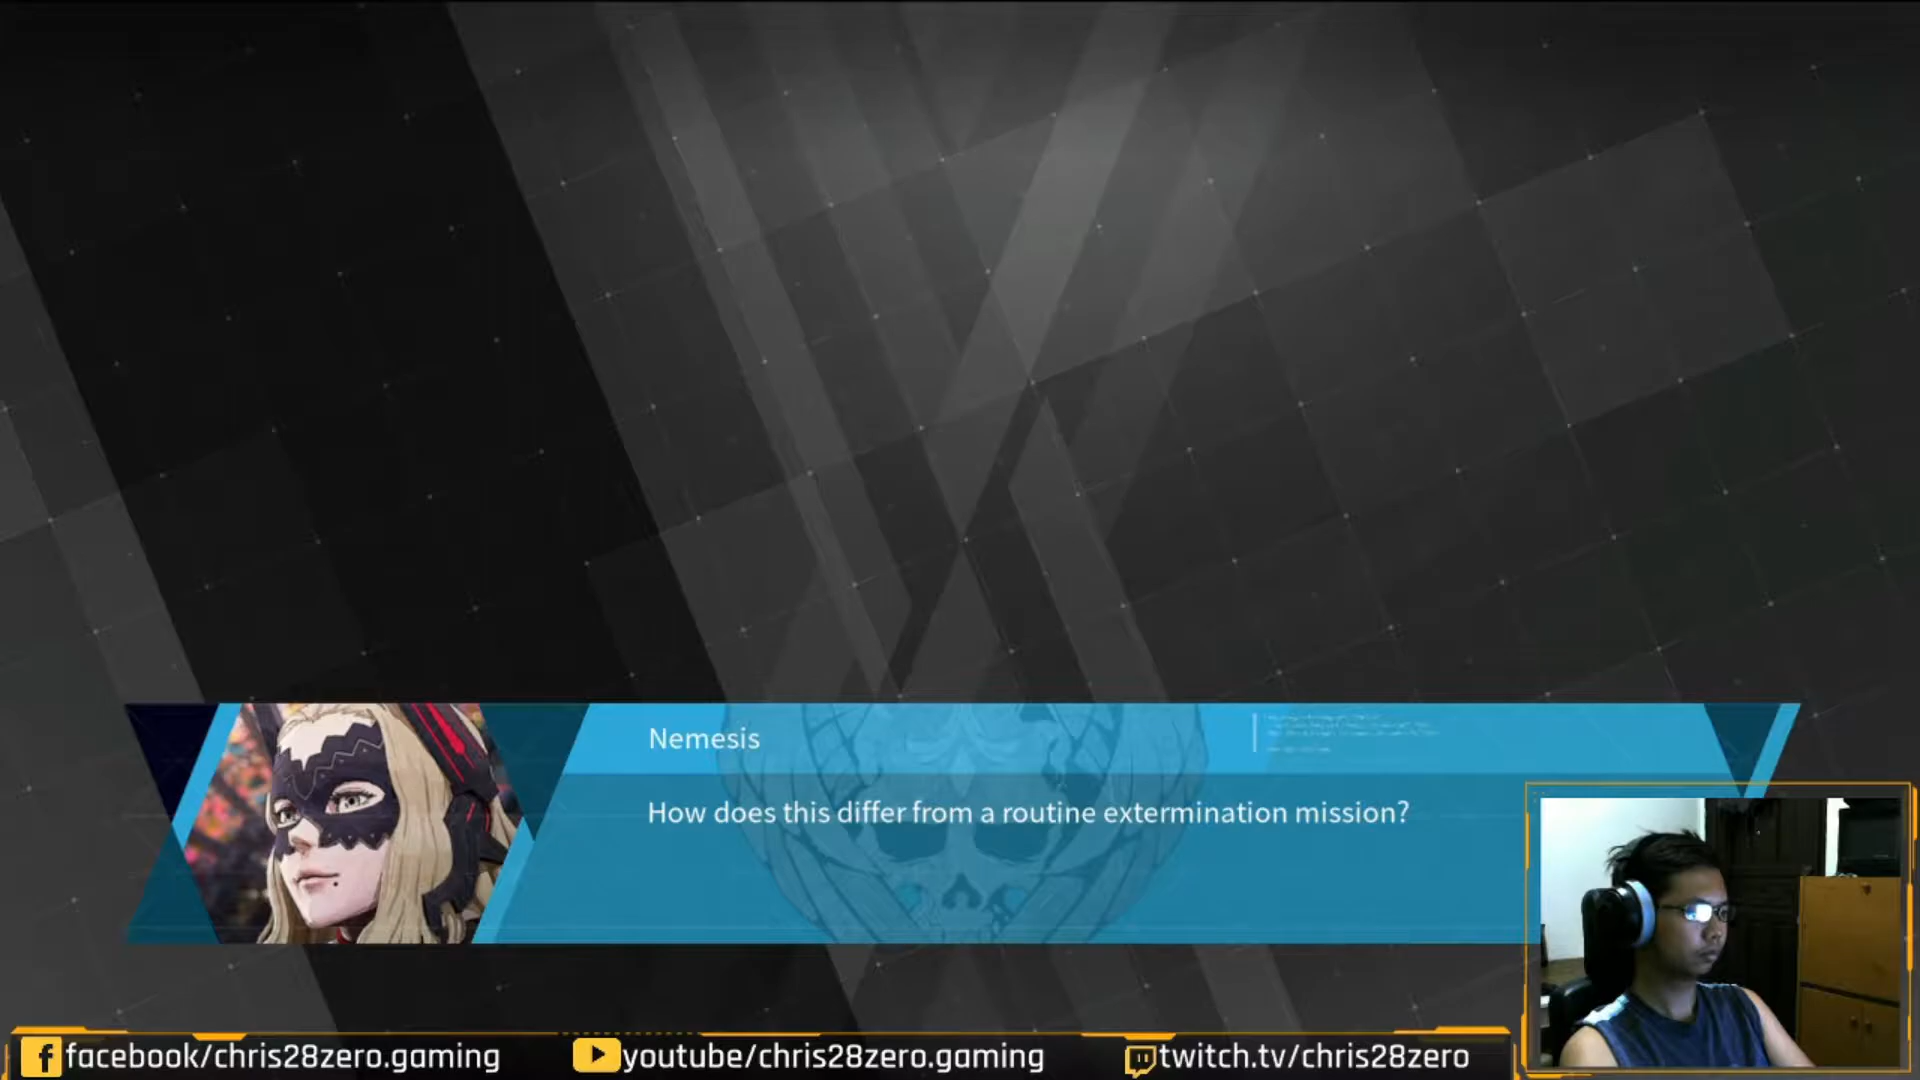 Nemesis
How does this differ from a routine extermination mission?
facebook/chris28zero.gaming
youtube/chris28zero.gaming
twitch.tv/chris28zero